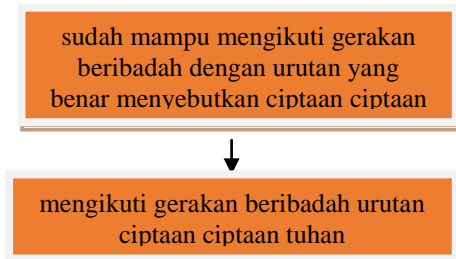 sudah mampu mengikuti gerakan
beribadah dengan urutan yang
benar menyebutkan ciptaan ciptaan
mengikuti gerakan beribadah urutan
ciptaan ciptaan tuhan